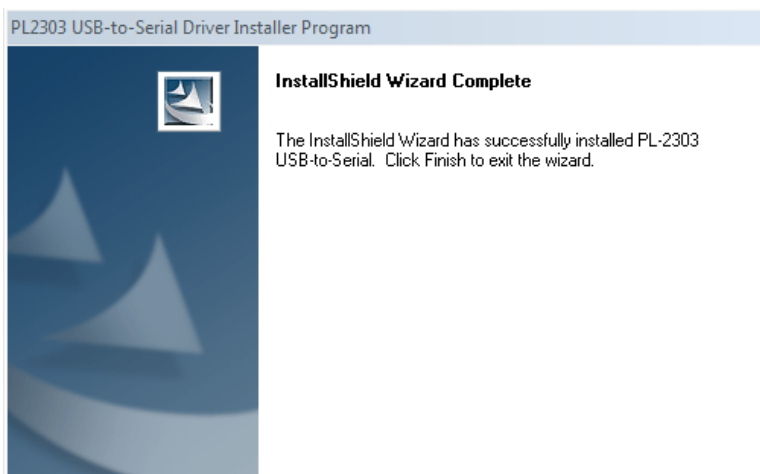 PL2303 USB-to-Serial Driver Installer Program
InstallShield Wizard Complete
The InstallShield Wizard has successfully installed PL-2303
USB-to-Serial.  Click Finish to exit the wizard.